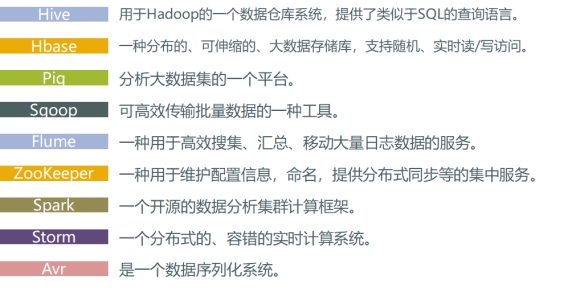 Hive 用于Hadoop的一个数据仓库系统，提供了类似于SQL的查询语言。
Hbase 一种分布的、可伸缩的、大数据存储库，支持随机、实时读/写访问。
Pig 分析大数据集的一个平台。
Sqoop 可高效传输批量数据的一种工具。
Flume 一种用于高效搜集、汇总、移动大量日志数据的服务。
ZooKeeper 一种用于维护配置信息，命名，提供分布式同步等的集中服务。
Spark 一个开源的数据分析集群计算框架。
Storm 一个分布式的、容错的实时计算系统。
Avr 是一个数据序列化系统。